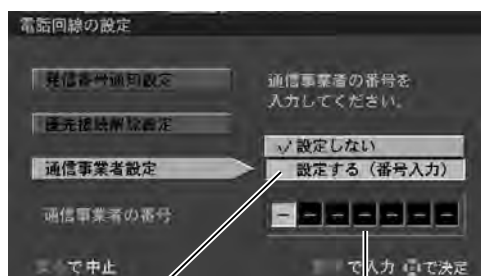 電話回線の設定
発信者番号通知設定
優先接続解除設定
通信事業者設定
通信事業者の番号
通信事業者の番号を
入力してください。
✓設定しない
設定する（番号入力）
－－－－－－－
で中止
で入力
で決定